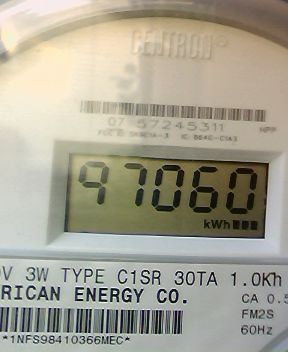 CENTRON®
07 57245311 HPP
97060
kWh
V 3W TYPE C1SR 30TA 1.0Kh
RICAN ENERGY CO.
CA 0.5
FM2S
60Hz
*1NFS98410366MEC*